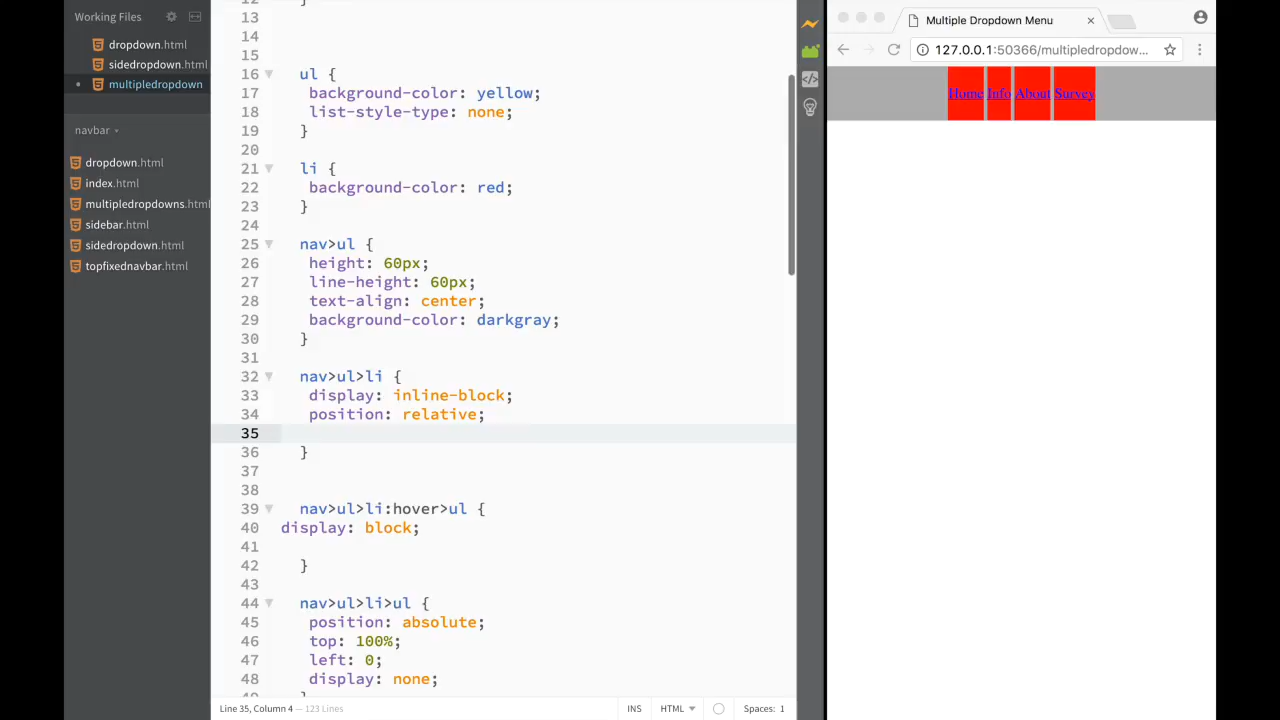 Working Files
dropdown.html
sidedropdown.html
multipledropdown
navbar
dropdown.html
index.html
multipledropdowns.html
sidebar.html
sidedropdown.html
topfixednavbar.html
13
14
15
16 ul {
17 background-color: yellow;
18 list-style-type: none;
19 }
20
21 li {
22 background-color: red;
23 }
24
25 nav>ul {
26 height: 60px;
27 line-height: 60px;
28 text-align: center;
29 background-color: darkgray;
30 }
31
32 nav>ul>li {
33 display: inline-block;
34 position: relative;
35
36 }
37
38
39 nav>ul>li:hover>ul {
40 display: block;
41
42 }
43
44 nav>ul>li>ul {
45 position: absolute;
46 top: 100%;
47 left: 0;
48 display: none;
Line 35, Column 4 — 123 Lines
INS
HTML
Spaces: 1
Multiple Dropdown Menu
127.0.0.1:50366/multipledropdow...
Home Info About Survey